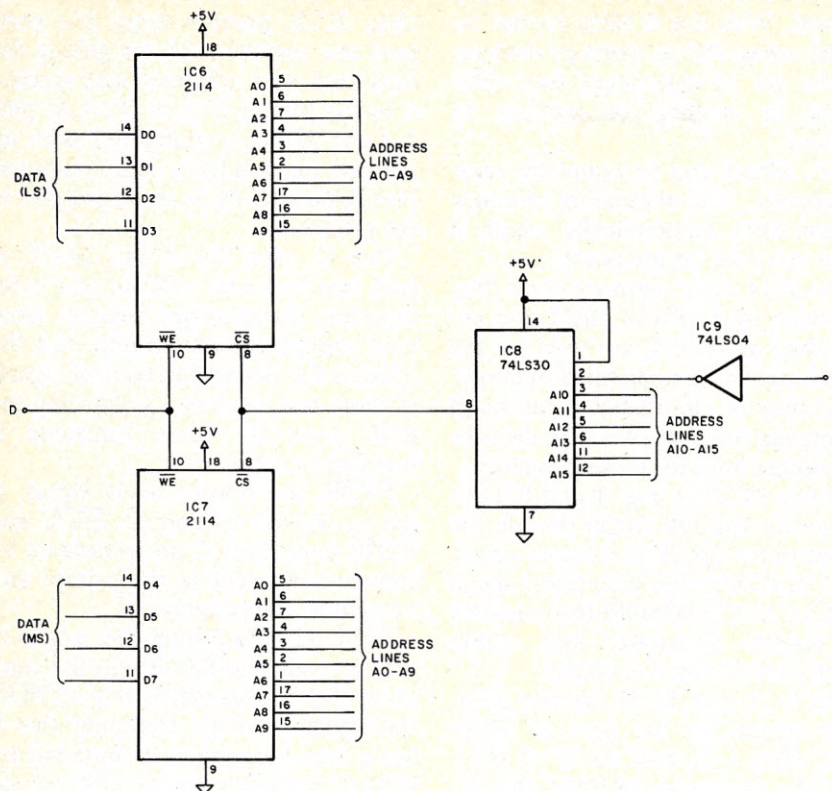 +5V
18
IC6
2114
14 D0
13 D1
12 D2
11 D3
DATA
(LS)
A0 5
A1 6
A2 7
A3 4
A4 3
A5 2
A6 1
A7 17
A8 16
A9 15
ADDRESS
LINES
A0-A9
WE CS
10 9 8
D
+5V
10 18 8
WE CS
IC7
2114
14 D4
13 D5
12 D6
11 D7
DATA
(MS)
A0 5
A1 6
A2 7
A3 4
A4 3
A5 2
A6 1
A7 17
A8 16
A9 15
ADDRESS
LINES
A0-A9
9
+5V
14
IC8
74LS30
8
1
2
A10 3
A11 4
A12 5
A13 6
A14 11
A15 12
ADDRESS
LINES
A10-A15
7
IC9
74LS04